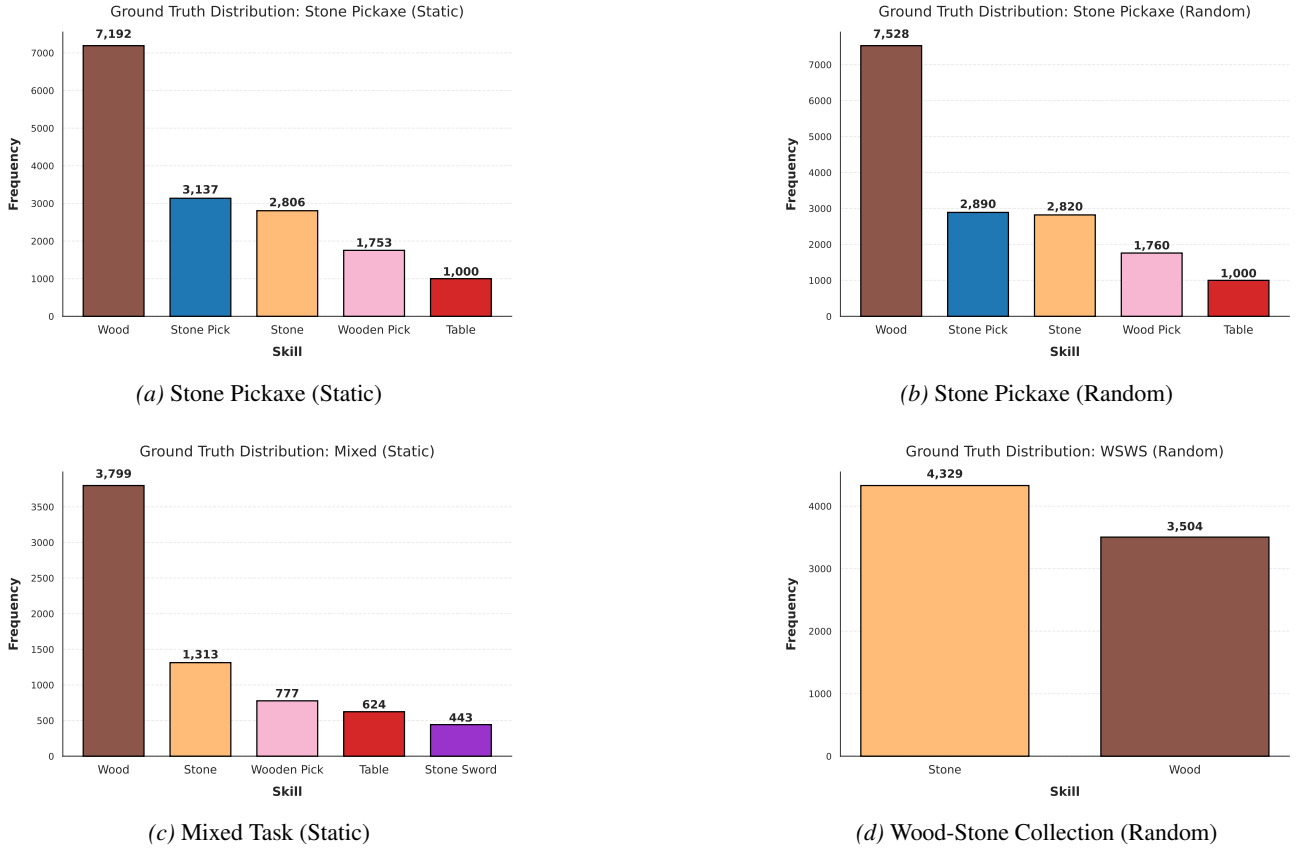 Ground Truth Distribution: Stone Pickaxe (Static)
7,192
7000
6000
5000
4000
3000
2000
1000
0
3,137
2,806
1,753
1,000
Frequency
Wood Stone Pick Stone Wooden Pick Table
Skill
(a) Stone Pickaxe (Static)
Ground Truth Distribution: Stone Pickaxe (Random)
7,528
7000
6000
5000
4000
3000
2000
1000
0
2,890
2,820
1,760
1,000
Frequency
Wood Stone Pick Stone Wood Pick Table
Skill
(b) Stone Pickaxe (Random)
Ground Truth Distribution: Mixed (Static)
3,799
3500
3000
2500
2000
1500
1000
500
0
1,313
777
624
443
Frequency
Wood Stone Wooden Pick Table Stone Sword
Skill
(c) Mixed Task (Static)
Ground Truth Distribution: WSWS (Random)
4,329
4000
3000
2000
1000
0
3,504
Frequency
Stone Wood
Skill
(d) Wood-Stone Collection (Random)